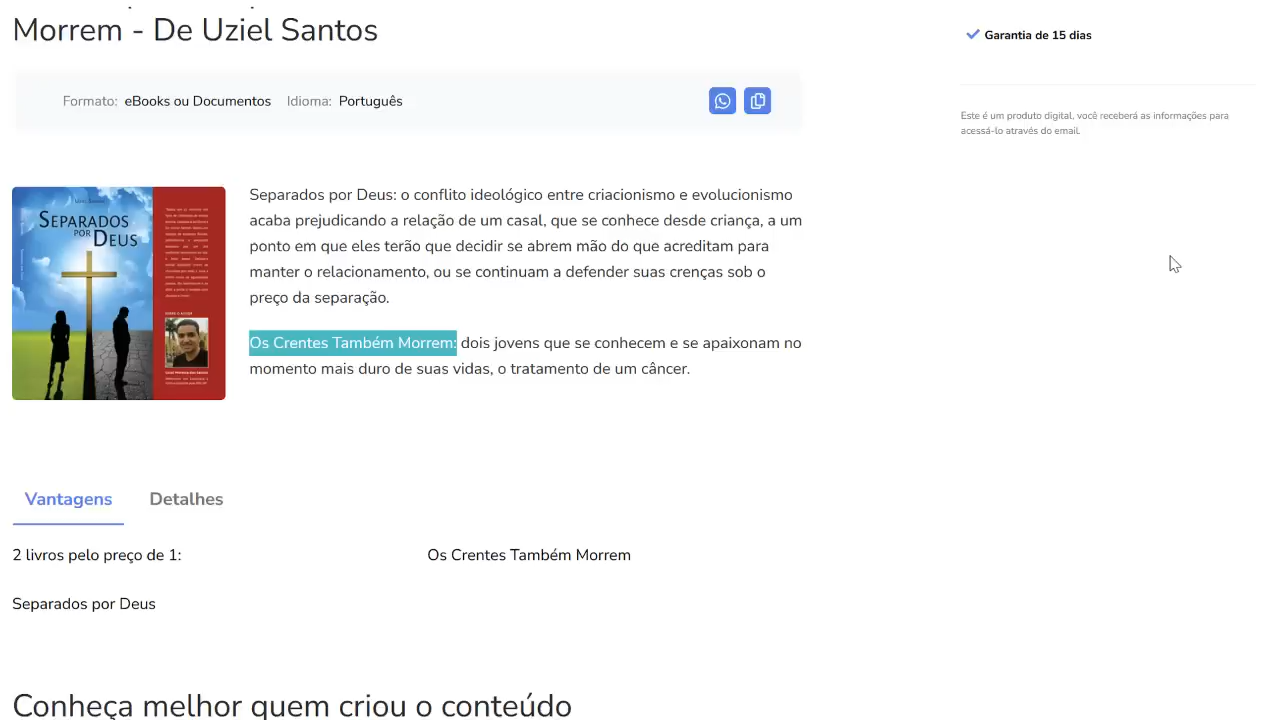 Morrem - De Uziel Santos
Garantia de 15 dias
Formato: eBooks ou Documentos Idioma: Português
Este é um produto digital, você receberá as informações para
acessá-lo através do email.
SEPARADOS
POR DEUS
Separados por Deus: o conflito ideológico entre criacionismo e evolucionismo
acaba prejudicando a relação de um casal, que se conhece desde criança, a um
ponto em que eles terão que decidir se abrem mão do que acreditam para
manter o relacionamento, ou se continuam a defender suas crenças sob o
preço da separação.
Os Crentes Também Morrem: dois jovens que se conhecem e se apaixonam no
momento mais duro de suas vidas, o tratamento de um câncer.
Vantagens Detalhes
2 livros pelo preço de 1:
Os Crentes Também Morrem
Separados por Deus
Conheça melhor quem criou o conteúdo